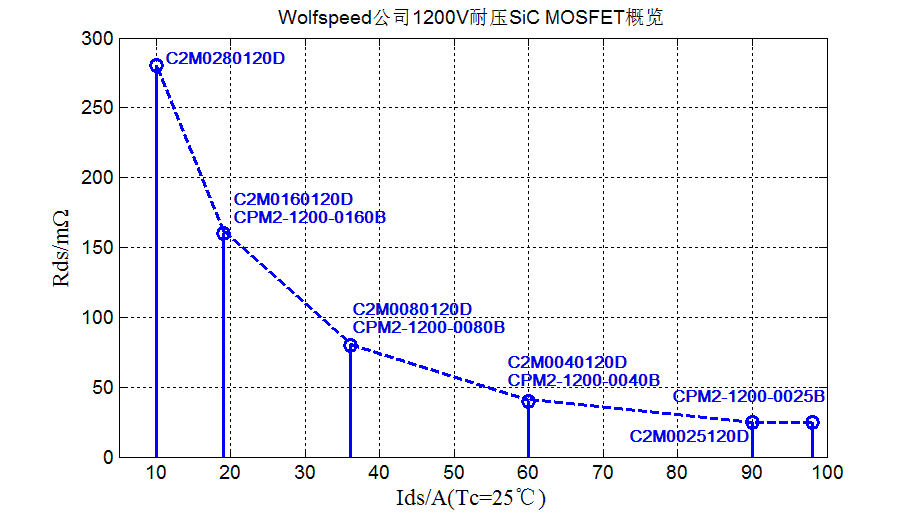 Wolfspeed公司1200V耐压SiC MOSFET概览
300
250
200
150
100
50
0
Rds/mΩ
C2M0280120D
C2M0160120D
CPM2-1200-0160B
C2M0080120D
CPM2-1200-0080B
C2M0040120D
CPM2-1200-0040B
CPM2-1200-0025B
C2M0025120D
10 20 30 40 50 60 70 80 90 100
Ids/A(Tc=25℃)